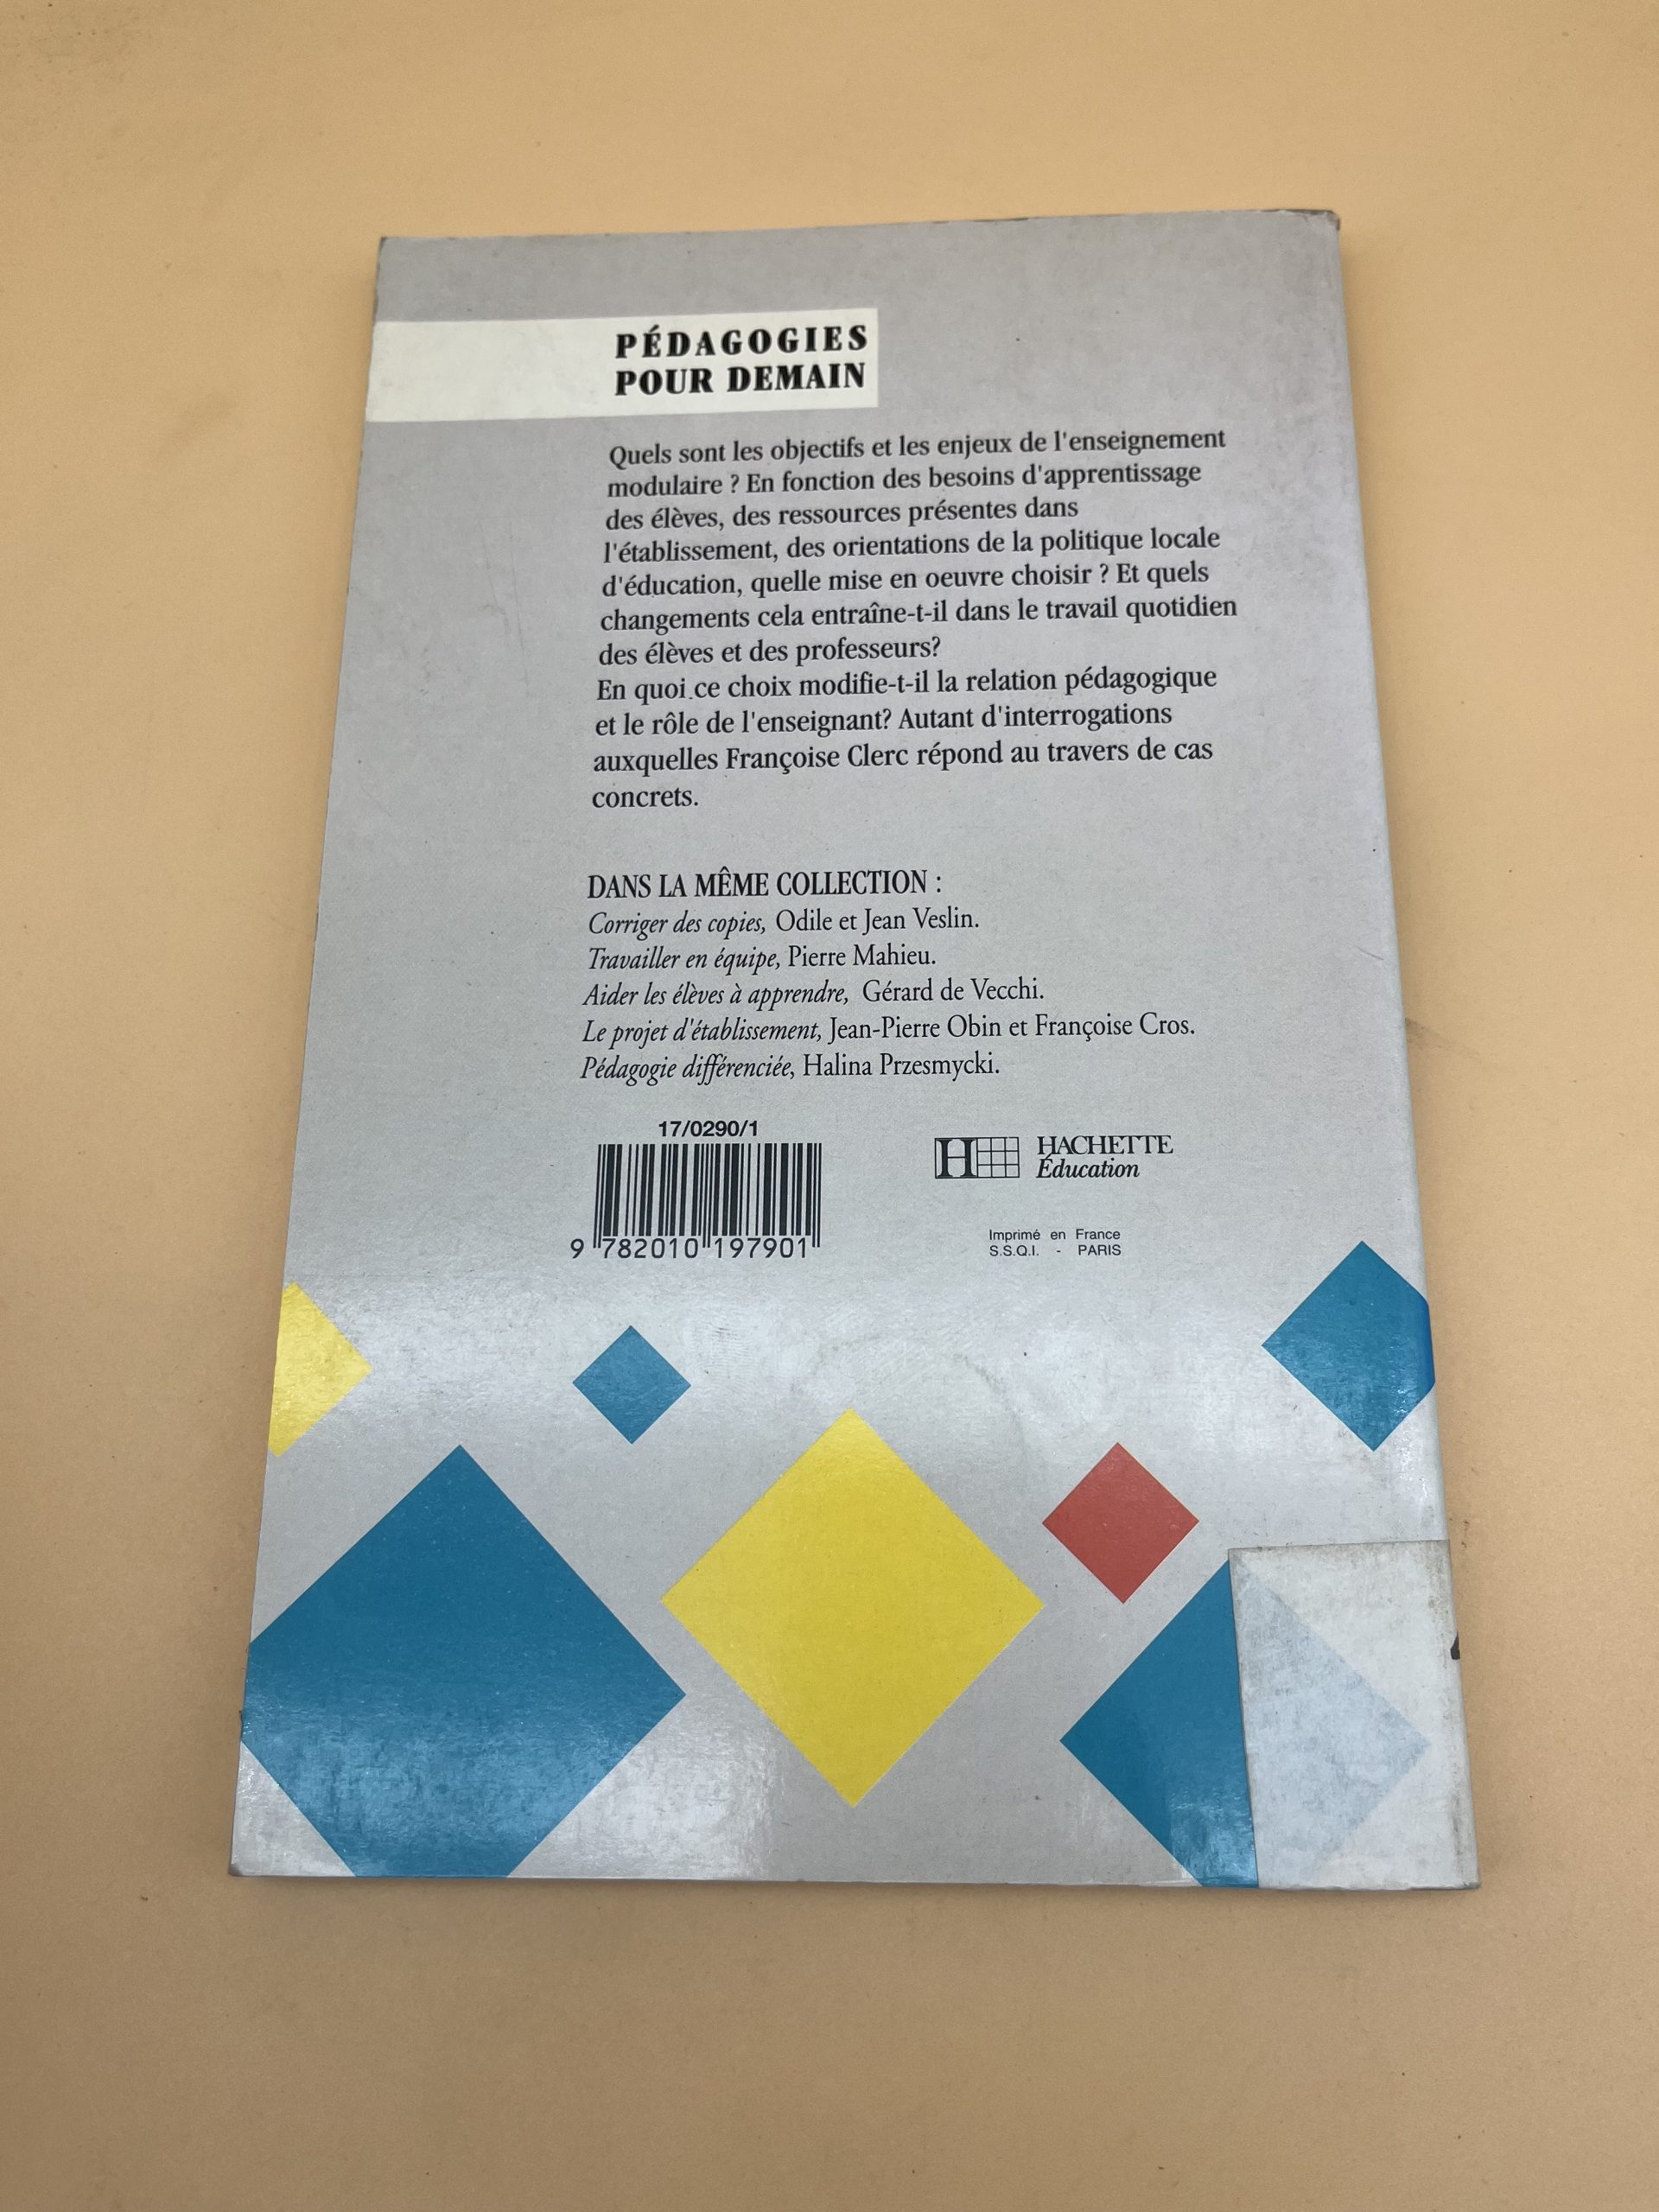 PÉDAGOGIES
POUR DEMAIN
Quels sont les objectifs et les enjeux de l'enseignement
modulaire ? En fonction des besoins d'apprentissage
des élèves, des ressources présentes dans
l'établissement, des orientations de la politique locale
d'éducation, quelle mise en oeuvre choisir ? Et quels
changements cela entraîne-t-il dans le travail quotidien
des élèves et des professeurs?
En quoi ce choix modifie-t-il la relation pédagogique
et le rôle de l'enseignant? Autant d'interrogations
auxquelles Françoise Clerc répond au travers de cas
concrets.
DANS LA MÊME COLLECTION :
Corriger des copies, Odile et Jean Veslin.
Travailler en équipe, Pierre Mahieu.
Aider les élèves à apprendre, Gérard de Vecchi.
Le projet d'établissement, Jean-Pierre Obin et Françoise Cros.
Pédagogie différenciée, Halina Przesmycki.
17/0290/1
9 782010 197901
H HACHETTE
Éducation
Imprimé en France
S.S.Q.I. - PARIS